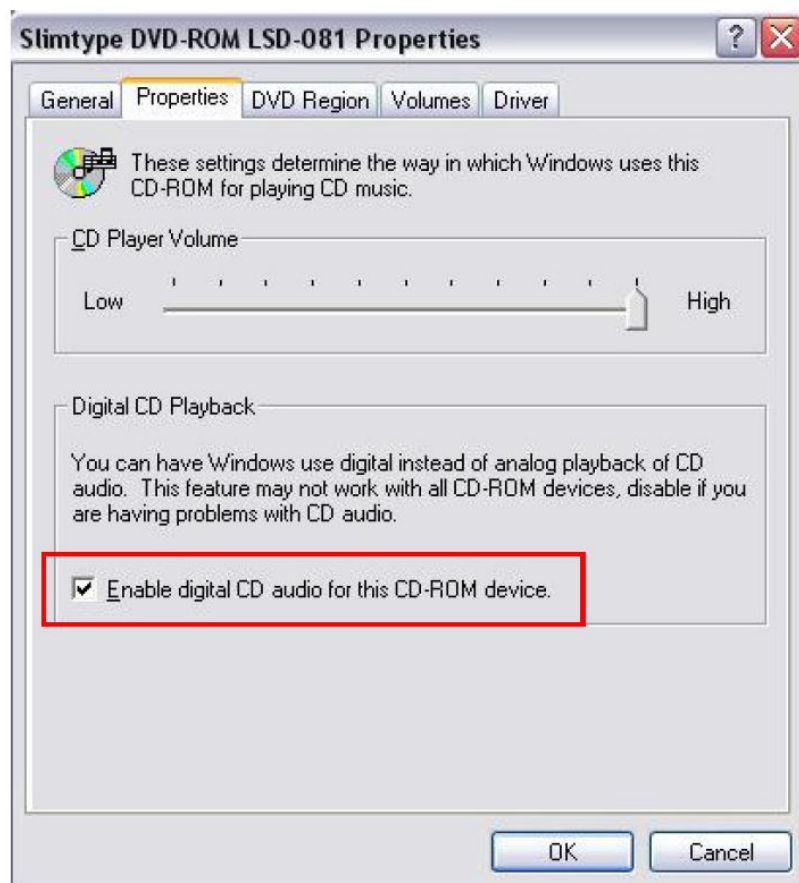 Slimtype DVD-ROM LSD-081 Properties
?
General Properties DVD Region Volumes Driver
These settings determine the way in which Windows uses this
CD-ROM for playing CD music.
CD Player Volume
Low High
Digital CD Playback
You can have Windows use digital instead of analog playback of CD
audio. This feature may not work with all CD-ROM devices, disable if you
are having problems with CD audio.
Enable digital CD audio for this CD-ROM device.
OK Cancel